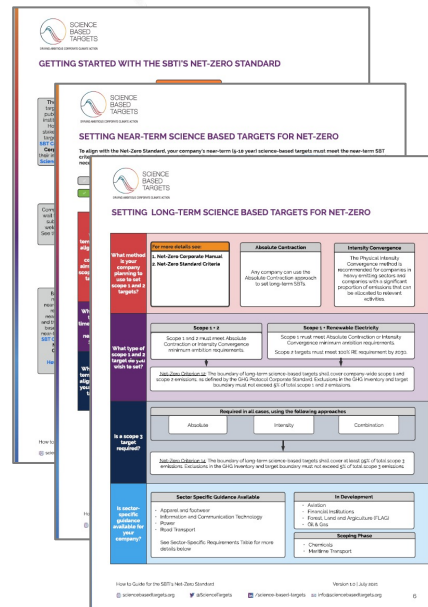 SCIENCE
BASED
TARGETS
DRIVING AMBITIOUS CORPORATE CLIMATE ACTION
GETTING STARTED WITH THE SBTI'S NET-ZERO STANDARD
SCIENCE
BASED
TARGETS
DRIVING AMBITIOUS CORPORATE CLIMATE ACTION
SETTING NEAR-TERM SCIENCE BASED TARGETS FOR NET-ZERO
To align with the Net-Zero Standard, your company's near-term (5-10 year) science-based targets must meet the near-term SBT
SCIENCE
BASED
TARGETS
DRIVING AMBITIOUS CORPORATE CLIMATE ACTION
SETTING LONG-TERM SCIENCE BASED TARGETS FOR NET-ZERO
What method
is your
company
planning to
use to set
scope 1 and 2
targets?
For more details see:
1. Net-Zero Corporate Manual
2. Net-Zero Standard Criteria
Absolute Contraction
Any company can use the
Absolute Contraction approach
to set long-term SBTs
Intensity Convergence
The Physical Intensity
Convergence method is
recommended for companies in
heavy emitting sectors and
companies with a significant
proportion of emissions that can
be allocated to relevant
activities.
What type of
scope 1 and 2
target do you
wish to set?
Scope 1 + 2
Scope 1 and 2 must meet Absolute
Contraction or Intensity Convergence
minimum ambition requirements
Scope 1 + Renewable Electricity
Scope 1 must meet Absolute Contraction or Intensity
Convergence minimum ambition requirements.
Scope 2 targets must meet 100% RE requirement by 2030.
Net-Zero Criterion 12: The boundary of long-term science-based targets shall cover company-wide scope 1 and
scope 2 emissions, as defined by the GHG Protocol Corporate Standard. Exclusions in the GHG Inventory and target
boundary must not exceed 5% of total scope 1 and 2 emissions.
Is a scope 3
target
required?
Required in all cases, using the following approaches
Absolute
Intensity
Combination
The boundary of long-term science-based targets shall cover at least 95% of total scope 3
emissions. Exclusions in the GHG Inventory and target boundary must not exceed 5% of total scope 3 emissions.
Is sector-
specific
guidance
available for
your
company?
Sector Specific Guidance Available
- Apparel and footwear
- Information and Communication Technology
- Power
- Road Transport
See Sector-Specific Requirements Table for more
details below
In Development
- Aviation
- Financial Institutions
- Forest, Land and Argiculture (FLAG)
- Oil & Gas
Scoping Phase
- Chemicals
- Maritime Transport
How to Guide for the SBTi's Net-Zero Standard
Version 1.0 | July 2021
sciencebasedtargets.org
@ScienceTargets
/science-based-targets
info@sciencebasedtargets.org
6